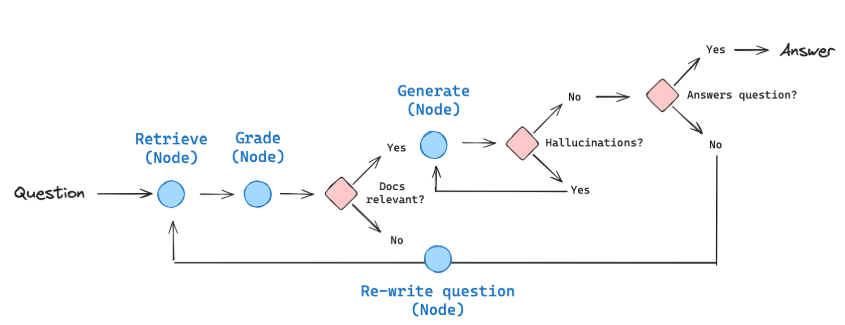 Yes
Answer
Generate
(Node)
No
Answers question?
Retrieve
(Node)
Grade
(Node)
Yes
Hallucinations?
No
Question
Docs
relevant?
Yes
No
Re-write question
(Node)